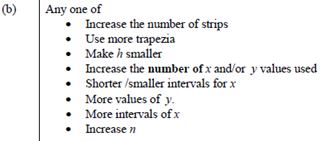 (b) Any one of
• Increase the number of strips
• Use more trapezia
• Make h smaller
• Increase the number of x and/or y values used
• Shorter /smaller intervals for x
• More values of y.
• More intervals of x
• Increase n